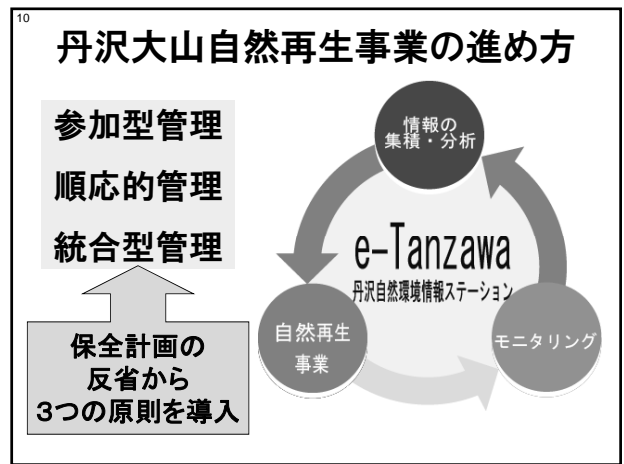 10
丹沢大山自然再生事業の進め方
参加型管理
順応的管理
統合型管理
保全計画の
反省から
３つの原則を導入
情報の
集積・分析
e-Tanzawa
丹沢自然環境情報ステーション
自然再生
事業
モニタリング